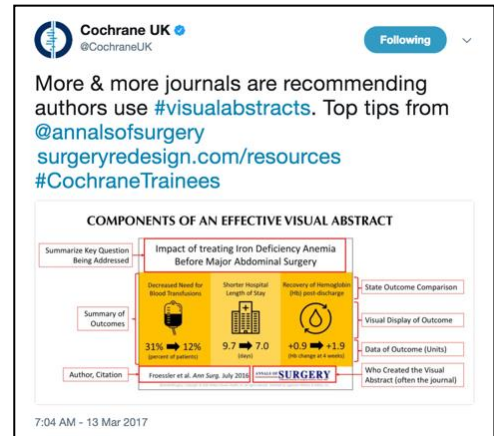 Cochrane UK
@CochraneUK
Following
More & more journals are recommending
authors use #visualabstracts. Top tips from
@annalsofsurgery
surgeryredesign.com/resources
#CochraneTrainees
COMPONENTS OF AN EFFECTIVE VISUAL ABSTRACT
Summarize Key Question
Being Addressed
Impact of treating Iron Deficiency Anemia
Before Major Abdominal Surgery
Decreased Need for
Blood Transfusions
Shorter Hospital
Length of Stay
Recovery of Hemoglobin
(Hb) post-discharge
State Outcome Comparison
Summary of
Outcomes
Visual Display of Outcome
31% ➡ 12%
(percent of patients)
9.7 ➡ 7.0
(days)
+0.9 ➡ +1.9
(Hb change at 4 weeks)
Data of Outcome (Units)
Author, Citation
Froessler et al. Ann Surg. July 2016
ANNALS OF SURGERY
Who Created the Visual
Abstract (often the journal)
7:04 AM - 13 Mar 2017